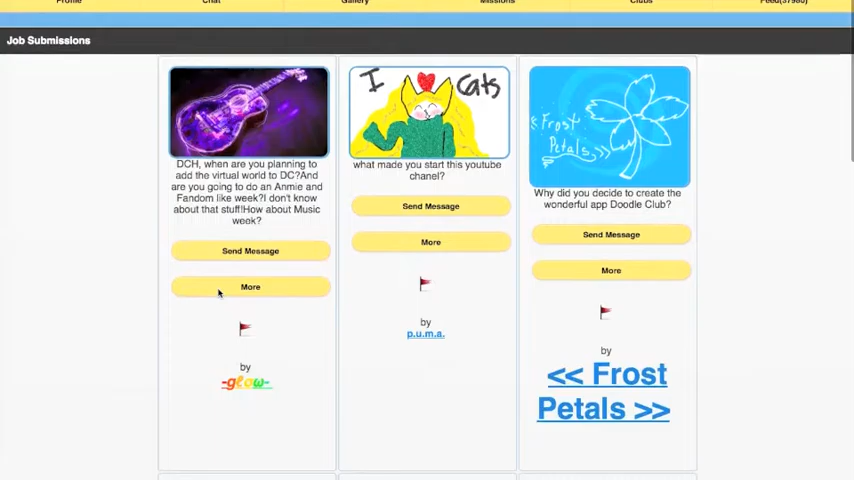 Profile
Chat
Gallery
Missions
Clubs
Feed(37980)
Job Submissions
DCH, when are you planning to
add the virtual world to DC?And
are you going to do an Anmie and
Fandom like week?I don't know
about that stuff!How about Music
week?
Send Message
More
by
-glow-
I
Cats
what made you start this youtube
chanel?
Send Message
More
by
p.u.m.a.
<< Frost
Petals >>
Why did you decide to create the
wonderful app Doodle Club?
Send Message
More
by
<< Frost
Petals >>